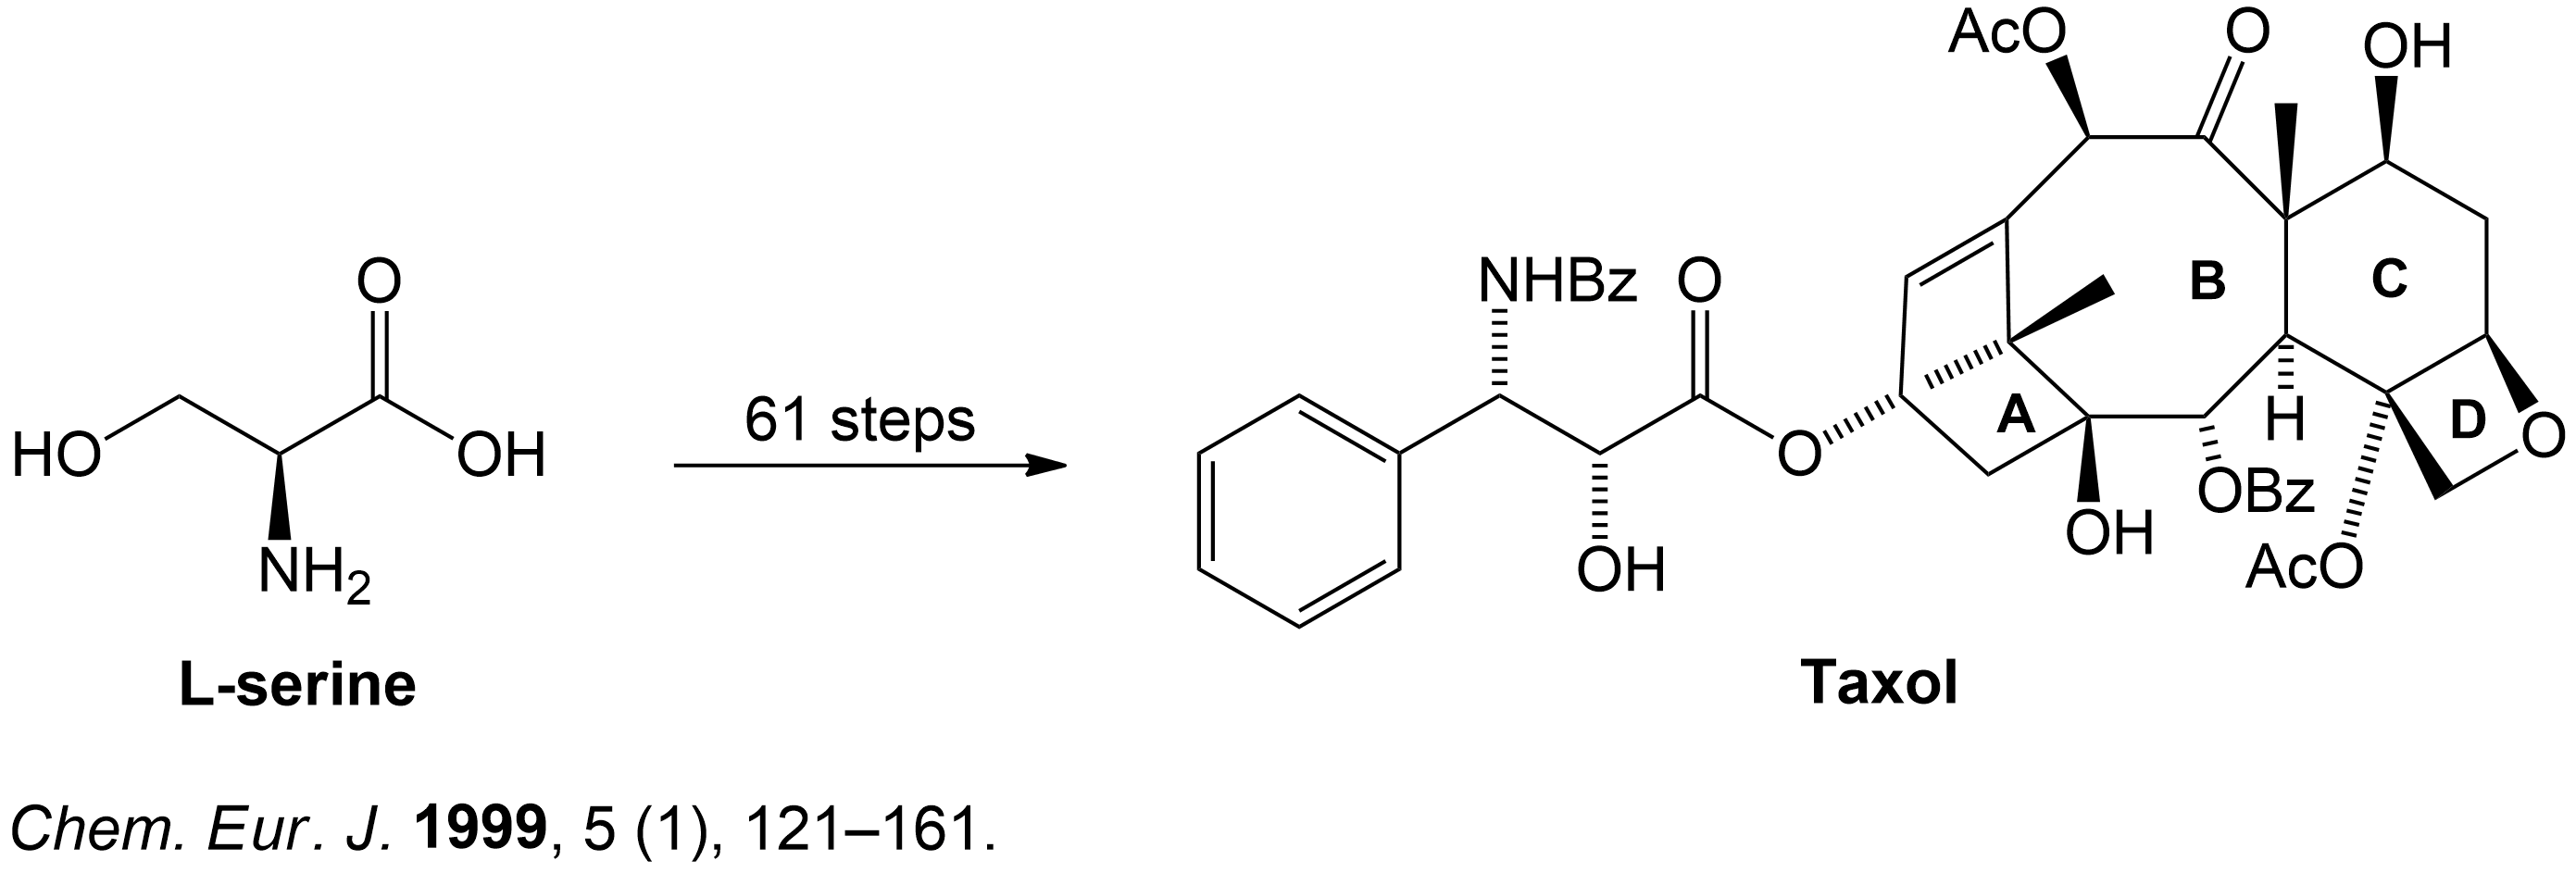 AcO
O
OH
O
NHBz
O
B
C
HO
OH
61 steps
O
A
H
D
O
NH2
OH
OH
OBz
AcO
L-serine
Taxol
Chem. Eur. J. 1999, 5 (1), 121–161.